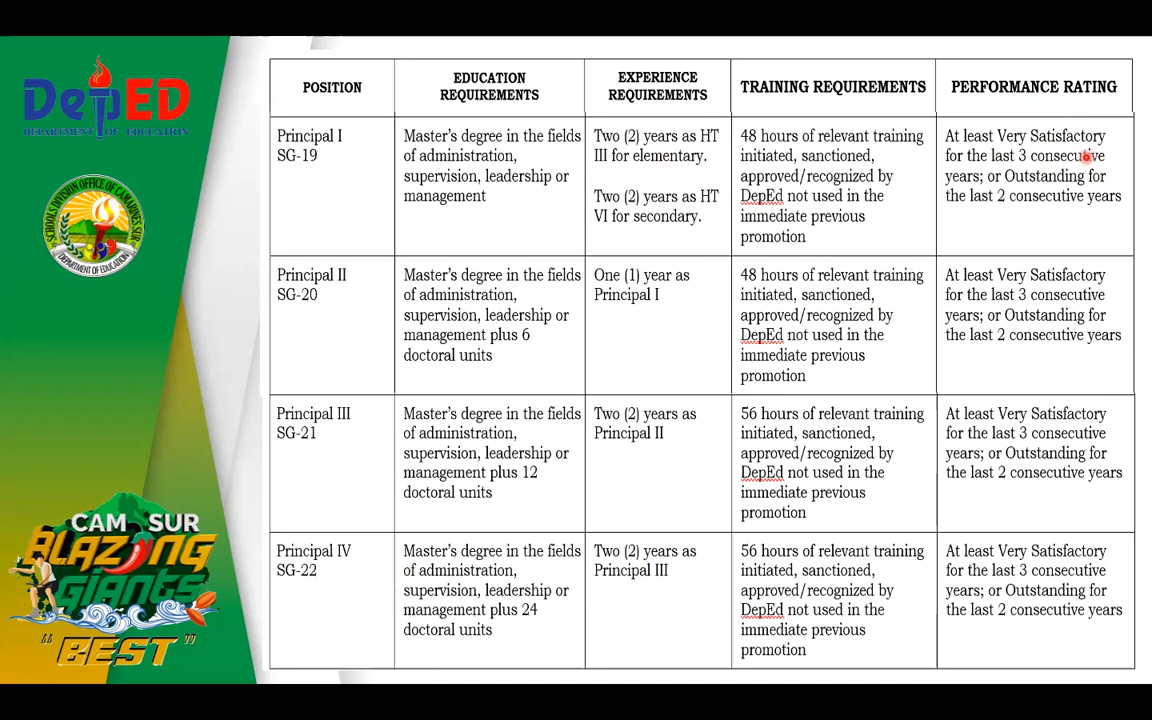 DepED
DEPARTMENT OF EDUCATION
SCHOOLS DIVISION OFFICE OF CAMARINES SUR
DEPARTMENT OF EDUCATION
CAM SUR
BLAZING
GIANTS
"BEST"
POSITION
EDUCATION
REQUIREMENTS
EXPERIENCE
REQUIREMENTS
TRAINING REQUIREMENTS
PERFORMANCE RATING
Principal I
SG-19
Master's degree in the fields
of administration,
supervision, leadership or
management
Two (2) years as HT
III for elementary.
Two (2) years as HT
VI for secondary.
48 hours of relevant training
initiated, sanctioned,
approved/recognized by
DepEd not used in the
immediate previous
promotion
At least Very Satisfactory
for the last 3 consecutive
years; or Outstanding for
the last 2 consecutive years
Principal II
SG-20
Master's degree in the fields
of administration,
supervision, leadership or
management plus 6
doctoral units
One (1) year as
Principal I
48 hours of relevant training
initiated, sanctioned,
approved/recognized by
DepEd not used in the
immediate previous
promotion
At least Very Satisfactory
for the last 3 consecutive
years; or Outstanding for
the last 2 consecutive years
Principal III
SG-21
Master's degree in the fields
of administration,
supervision, leadership or
management plus 12
doctoral units
Two (2) years as
Principal II
56 hours of relevant training
initiated, sanctioned,
approved/recognized by
DepEd not used in the
immediate previous
promotion
At least Very Satisfactory
for the last 3 consecutive
years; or Outstanding for
the last 2 consecutive years
Principal IV
SG-22
Master's degree in the fields
of administration,
supervision, leadership or
management plus 24
doctoral units
Two (2) years as
Principal III
56 hours of relevant training
initiated, sanctioned,
approved/recognized by
DepEd not used in the
immediate previous
promotion
At least Very Satisfactory
for the last 3 consecutive
years; or Outstanding for
the last 2 consecutive years